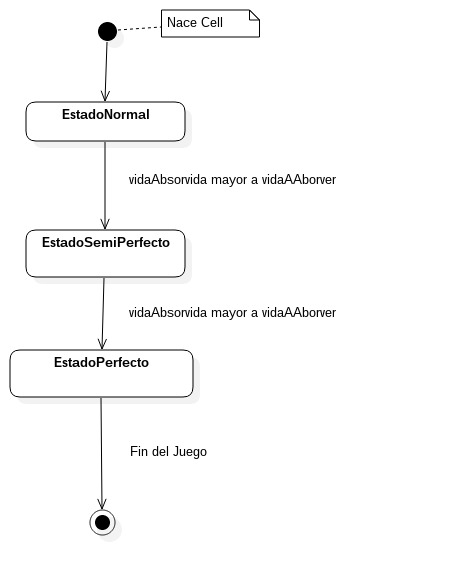 Nace Cell
EstadoNormal
vidaAbsorvida mayor a vidaAAborver
EstadoSemiPerfecto
vidaAbsorvida mayor a vidaAAborver
EstadoPerfecto
Fin del Juego